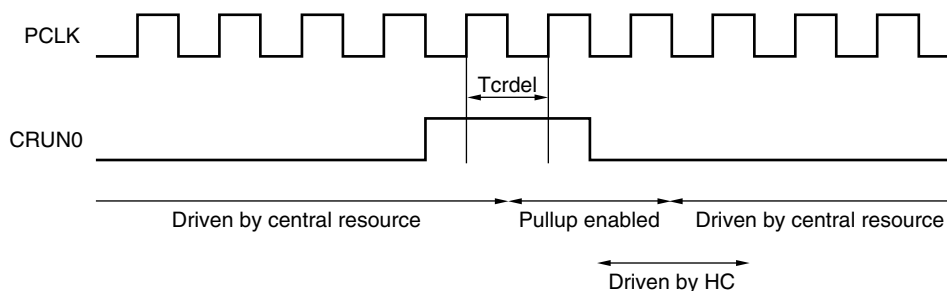 PCLK
Tcrdel
CRUN0
Driven by central resource
Pullup enabled
Driven by central resource
Driven by HC